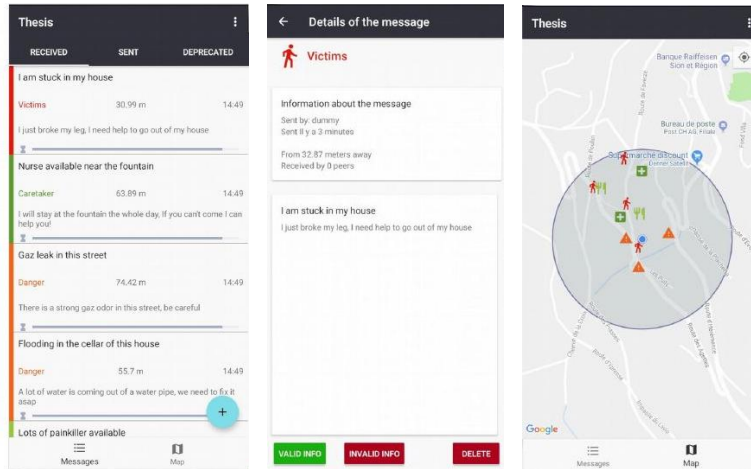 Thesis
RECEIVED SENT DEPRECATED
I am stuck in my house
Victims 30.99 m 14:49
I just broke my leg, I need help to go out of my house
Nurse available near the fountain
Caretaker 63.89 m 14:49
I will stay at the fountain the whole day, If you can't come I can
help you!
Gaz leak in this street
Danger 74.42 m 14:49
There is a strong gaz odor in this street, be careful
Flooding in the cellar of this house
Danger 55.7 m 14:49
A lot of water is coming out of a water pipe, we need to fix it
asap
Lots of painkiller available
Messages Map
Details of the message
Victims
Information about the message
Sent by: dummy
Sent Il y a 3 minutes
From 32.87 meters away
Received by 0 peers
I am stuck in my house
I just broke my leg, I need help to go out of my house
VALID INFO INVALID INFO DELETE
Thesis
Banque Raiffeisen
Sion et Région
Bureau de poste
Post CH AG, Filiale
Supermarché discount
Google
Messages Map